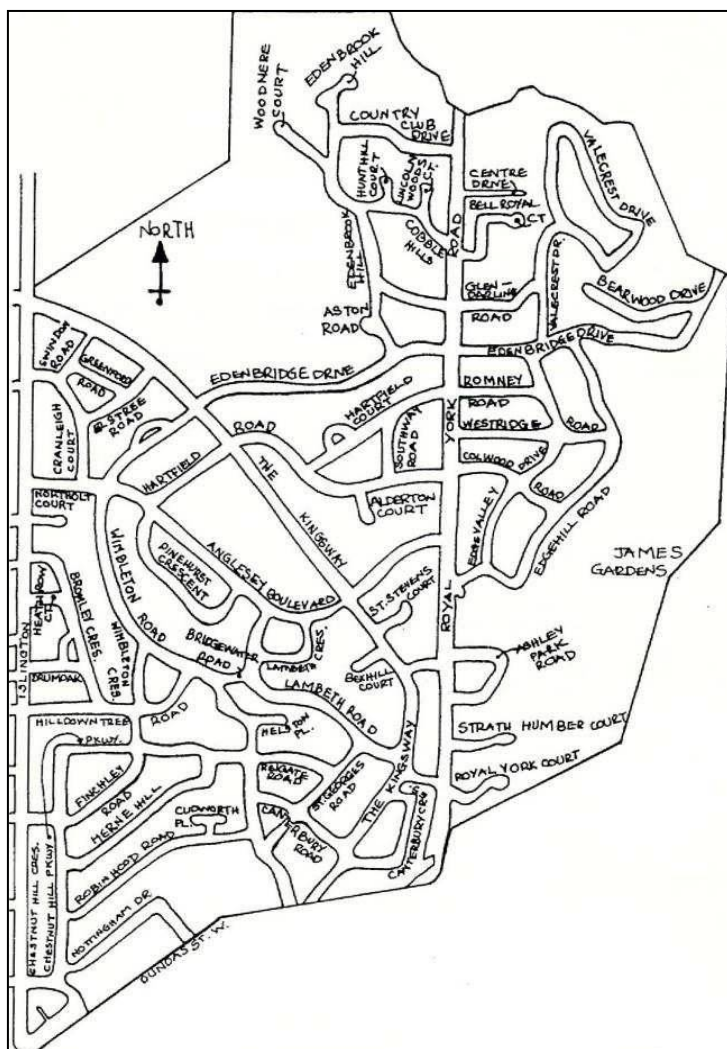 WOODMERE
COURT
EDENBROOK
HILL
COUNTRY
CLUB
DRIVE
HUNTHILL
COURT
LINCOLN
WOODS
CT.
CENTRE
DRIVE
BELL ROYAL
CT
VALECREST DRIVE
COBBLE
HILLS
ROAD
NORTH
EDENBROOK
HILL
GLEN-
DARLING
ROAD
VALECREST DR.
BEARWOOD DRIVE
ASTON
ROAD
SWINDON
ROAD
GREENFORD
ROAD
EDENBRIDGE DRIVE
EDENBRIDGE DRIVE
ROMNEY
ROAD
HARTFIELD
COURT
CRANLEIGH
COURT
ROAD
HARTFIELD
ROAD
THE
KINGSWAY
SOUTHWAY
ROAD
YORK
WESTRIDGE
ROAD
COLWOOD DRIVE
ROAD
NORTHOLT
COURT
ALDERTON
COURT
EDGEVALLEY
EDGEHILL ROAD
JAMES
GARDENS
WIMBLETON
ROAD
PINEHURST
CRESCENT
ANGLESEY BOULEVARD
HEATHROW
CT.
BROMLEY CRES.
WIMBLETON
CRES.
ST. STEVENS
COURT
ROYAL
BRIDGEWATER
ROAD
LAMBETH
CRES.
BEXHILL
COURT
ASHLEY
PARK
ROAD
ISLINGTON
DRUMOAK
LAMBETH ROAD
HILLDOWNTREE
ROAD
PKWY.
HELSTON
PL.
STRATH HUMBER COURT
FINCHLEY
ROAD
REIGATE
ROAD
ST. GEORGES
ROAD
THE KINGSWAY
ROYAL YORK COURT
HERNE HILL
CUDWORTH
PL.
CANTERBURY
ROAD
CANTERBURY CRES
ROBIN HOOD ROAD
CHESTNUT HILL CRES.
CHESTNUT HILL PKWY
NOTTINGHAM DR
DUNDAS ST. W.